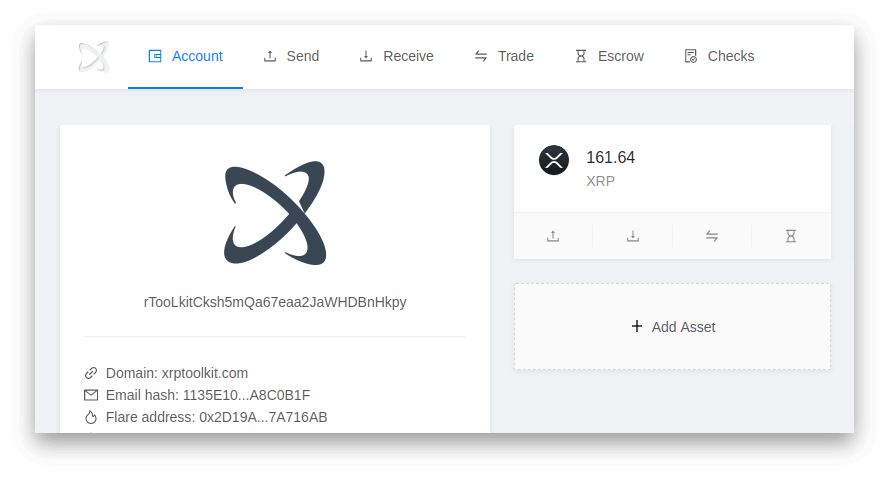 Account
Send
Receive
Trade
Escrow
Checks
rTooLkitCksh5mQa67eaa2JaWHDBnHkpy
Domain: xrptoolkit.com
Email hash: 1135E10...A8C0B1F
Flare address: 0x2D19A...7A716AB
161.64
XRP
+ Add Asset